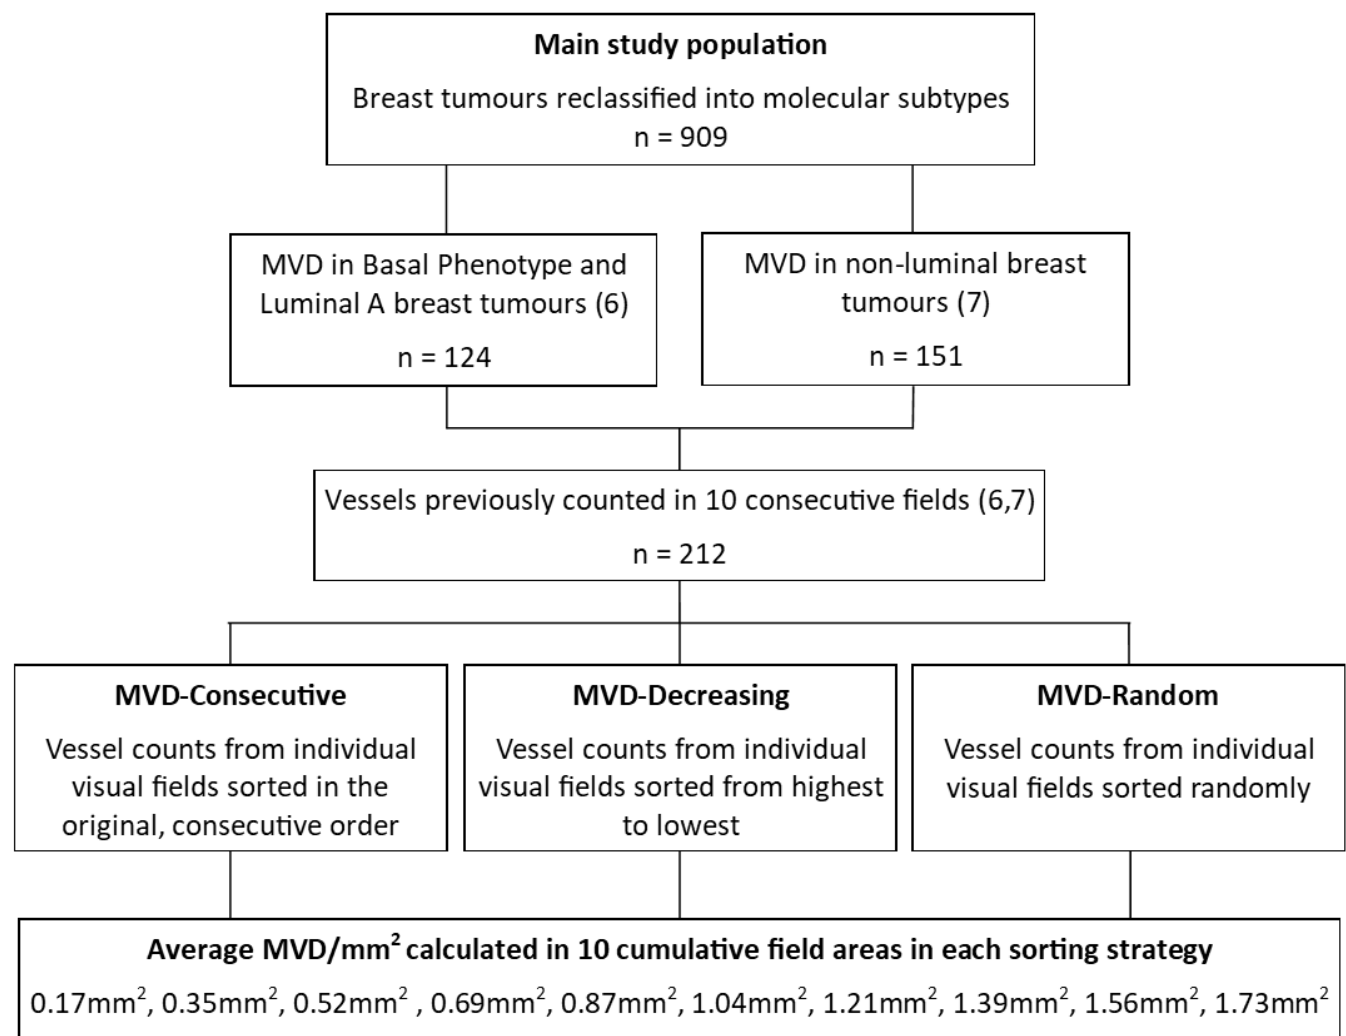 Main study population
Breast tumours reclassified into molecular subtypes
n = 909
MVD in Basal Phenotype and
Luminal A breast tumours (6)
n = 124
MVD in non-luminal breast
tumours (7)
n = 151
Vessels previously counted in 10 consecutive fields (6,7)
n = 212
MVD-Consecutive
Vessel counts from individual
visual fields sorted in the
original, consecutive order
MVD-Decreasing
Vessel counts from individual
visual fields sorted from highest
to lowest
MVD-Random
Vessel counts from individual
visual fields sorted randomly
Average MVD/mm² calculated in 10 cumulative field areas in each sorting strategy
0.17mm², 0.35mm², 0.52mm² , 0.69mm², 0.87mm², 1.04mm², 1.21mm², 1.39mm², 1.56mm², 1.73mm²